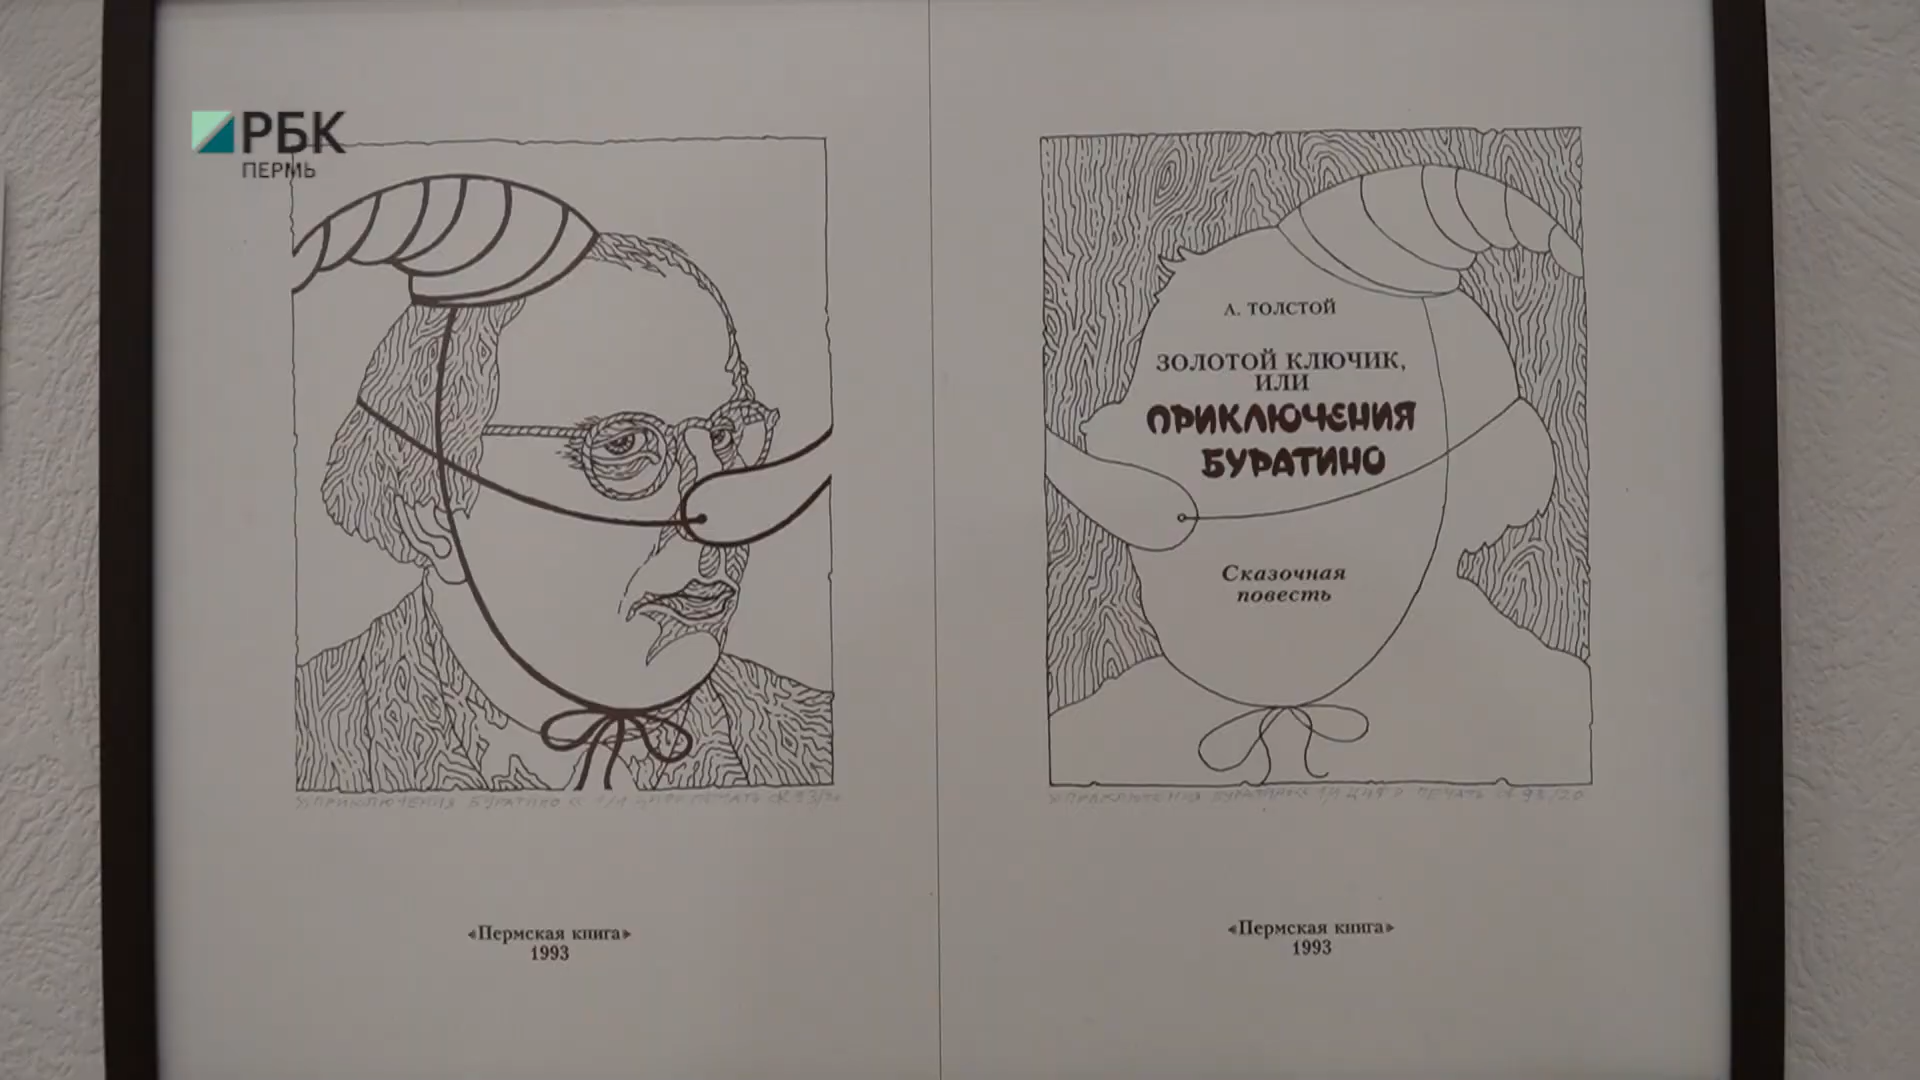 РБК
ПЕРМЬ
А. ТОЛСТОЙ
ЗОЛОТОЙ КЛЮЧИК,
ИЛИ
ПРИКЛЮЧЕНИЯ
БУРАТИНО
Сказочная
повесть
«Пермская книга»
1993
«Пермская книга»
1993